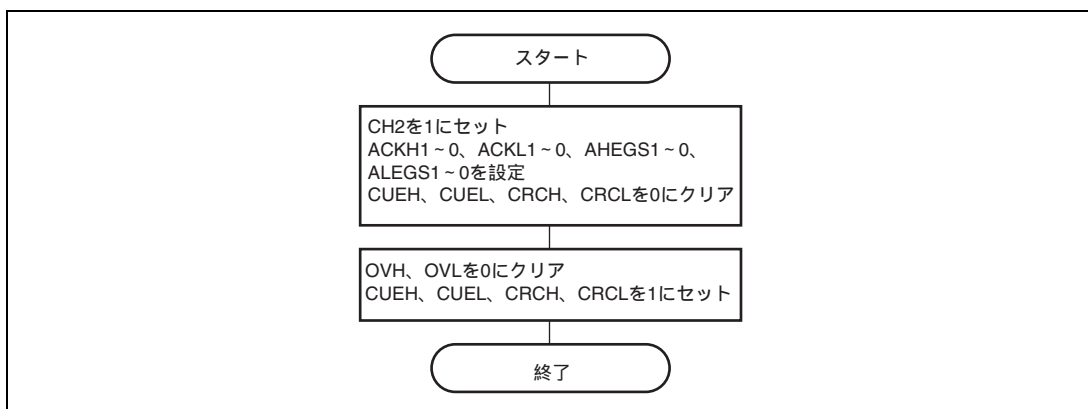 スタート
CH2を1にセット
ACKH1~0、ACKL1~0、AHEGS1~0、
ALEGS1~0を設定
CUEH、CUEL、CRCH、CRCLを0にクリア
OVH、OVLを0にクリア
CUEH、CUEL、CRCH、CRCLを1にセット
終了